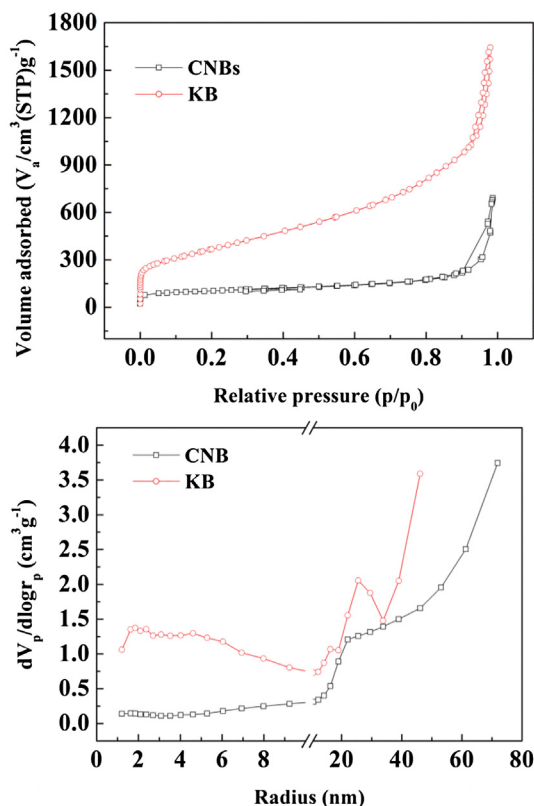 1800
1500
1200
900
600
300
0
Volume adsorbed (Va/cm3(STP)g-1)
CNBs
KB
0.0 0.2 0.4 0.6 0.8 1.0
Relative pressure (p/p0)
4.0
3.5
3.0
2.5
2.0
1.5
1.0
0.5
0.0
dVp/dlogrp (cm3g-1)
CNB
KB
0 2 4 6 8 10 20 40 60 80
Radius (nm)